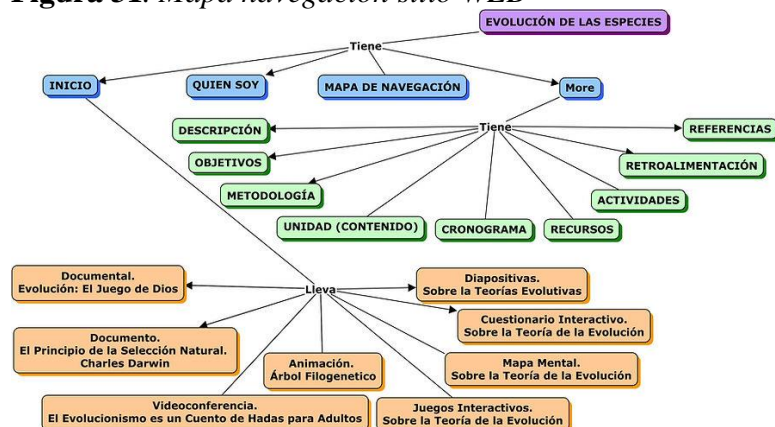 Figura 31. Mapa navegación sitio WEB
EVOLUCIÓN DE LAS ESPECIES
Tiene
INICIO
QUIEN SOY
MAPA DE NAVEGACIÓN
More
Tiene
DESCRIPCIÓN
REFERENCIAS
OBJETIVOS
RETROALIMENTACIÓN
METODOLOGÍA
ACTIVIDADES
UNIDAD (CONTENIDO)
CRONOGRAMA
RECURSOS
Lleva
Documental.
Evolución: El Juego de Dios
Diapositivas.
Sobre la Teorías Evolutivas
Cuestionario Interactivo.
Sobre la Teoría de la Evolución
Documento.
El Principio de la Selección Natural.
Charles Darwin
Animación.
Árbol Filogenetico
Mapa Mental.
Sobre la Teoría de la Evolución
Videoconferencia.
El Evolucionismo es un Cuento de Hadas para Adultos
Juegos Interactivos.
Sobre la Teoría de la Evolución